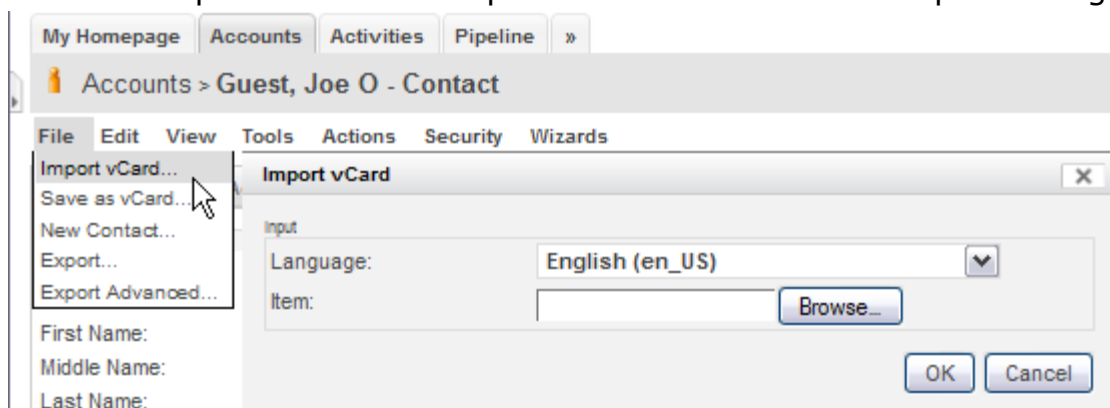 My Homepage Accounts Activities Pipeline »
Accounts > Guest, Joe O - Contact
File Edit View Tools Actions Security Wizards
Import vCard...
Save as vCard...
New Contact...
Export...
Export Advanced...
First Name:
Middle Name:
Last Name:
Import vCard
Input
Language: English (en_US)
Item: Browse...
OK Cancel